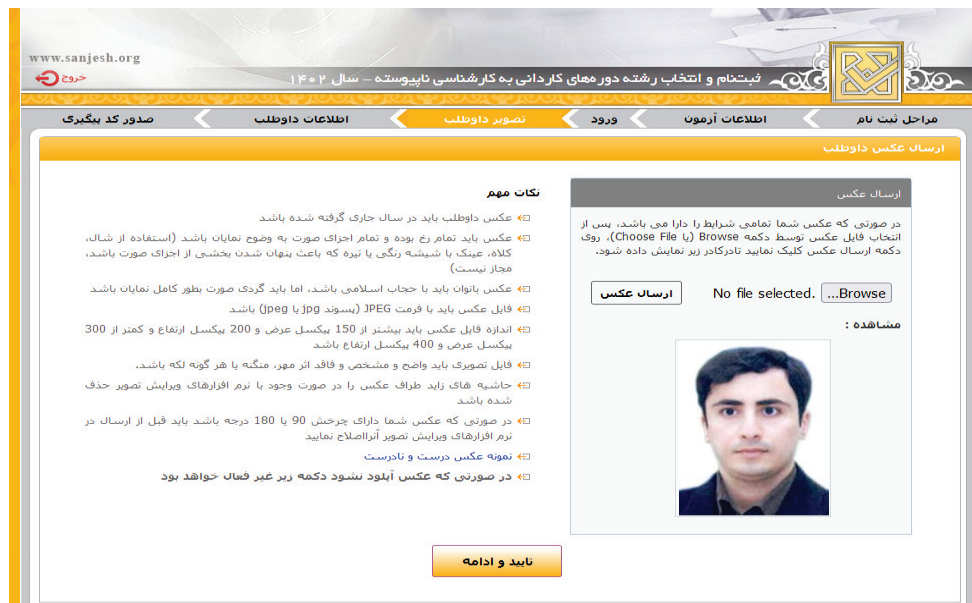 www.sanjesh.org
خروج
ثبت‌نام و انتخاب رشته دوره‌های کاردانی به کارشناسی ناپیوسته – سال ۱۴۰۲
مراحل ثبت نام
اطلاعات آزمون
ورود
تصویر داوطلب
اطلاعات داوطلب
صدور کد پیگیری
ارسال عکس داوطلب
ارسال عکس
در صورتی که عکس شما تمامی شرایط را دارا می باشد، پس از
انتخاب فایل عکس توسط دکمه Browse (یا Choose File)، روی
دکمه ارسال عکس کلیک نمایید تادرکادر زیر نمایش داده شود.
Browse... No file selected.
ارسال عکس
مشاهده :
نکات مهم
عکس داوطلب باید در سال جاری گرفته شده باشد
عکس باید تمام رخ بوده و تمام اجزای صورت به وضوح نمایان باشد (استفاده از شال،
کلاه، عینک با شیشه رنگی یا تیره که باعث پنهان شدن بخشی از اجزای صورت باشد،
مجاز نیست)
عکس بانوان باید با حجاب اسلامی باشد، اما باید گردی صورت بطور کامل نمایان باشد
فایل عکس باید با فرمت JPEG (پسوند jpg یا jpeg) باشد
اندازه فایل عکس باید بیشتر از 150 پیکسل عرض و 200 پیکسل ارتفاع و کمتر از 300
پیکسل عرض و 400 پیکسل ارتفاع باشد
فایل تصویری باید واضح و مشخص و فاقد اثر مهر، منگنه یا هر گونه لکه باشد.
حاشیه های زاید طراف عکس را در صورت وجود با نرم افزارهای ویرایش تصویر حذف
شده باشد
در صورتی که عکس شما دارای چرخش 90 یا 180 درجه باشد باید قبل از ارسال در
نرم افزارهای ویرایش تصویر آنرااصلاح نمایید
نمونه عکس درست و نادرست
در صورتی که عکس آپلود نشود دکمه زیر غیر فعال خواهد بود
تایید و ادامه